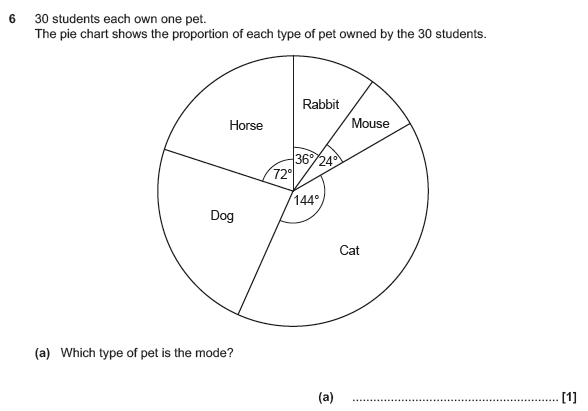 6 30 students each own one pet.
The pie chart shows the proportion of each type of pet owned by the 30 students.
Rabbit
Mouse
Horse
36° 24°
72°
144°
Dog
Cat
(a) Which type of pet is the mode?
(a) ............................................................ [1]